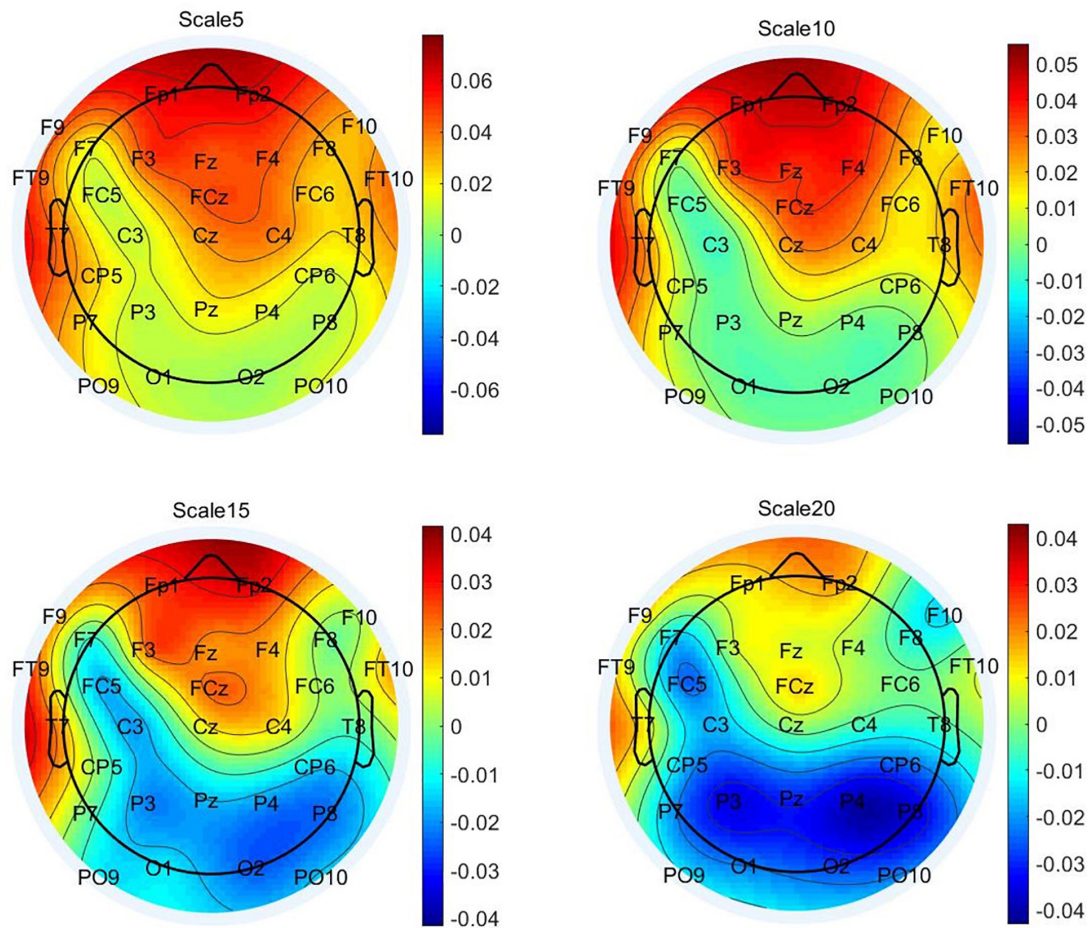 Scale5
Fp1 Fp2
F9 F10
F7 F8
F3 Fz F4
FT9 FT10
FC5 FCz FC6
T7 C3 Cz C4 T8
CP5 CP6
P7 P3 Pz P4 P8
O1 O2
PO9 PO10
0.06
0.04
0.02
0
-0.02
-0.04
-0.06
Scale10
Fp1 Fp2
F9 F10
F7 F8
F3 Fz F4
FT9 FT10
FC5 FCz FC6
T7 C3 Cz C4 T8
CP5 CP6
P7 P3 Pz P4 P8
O1 O2
PO9 PO10
0.05
0.04
0.03
0.02
0.01
0
-0.01
-0.02
-0.03
-0.04
-0.05
Scale15
Fp1 Fp2
F9 F10
F7 F8
F3 Fz F4
FT9 FT10
FC5 FCz FC6
T7 C3 Cz C4 T8
CP5 CP6
P7 P3 Pz P4 P8
O1 O2
PO9 PO10
0.04
0.03
0.02
0.01
0
-0.01
-0.02
-0.03
-0.04
Scale20
Fp1 Fp2
F9 F10
F7 F8
F3 Fz F4
FT9 FT10
FC5 FCz FC6
T7 C3 Cz C4 T8
CP5 CP6
P7 P3 Pz P4 P8
O1 O2
PO9 PO10
0.04
0.03
0.02
0.01
0
-0.01
-0.02
-0.03
-0.04